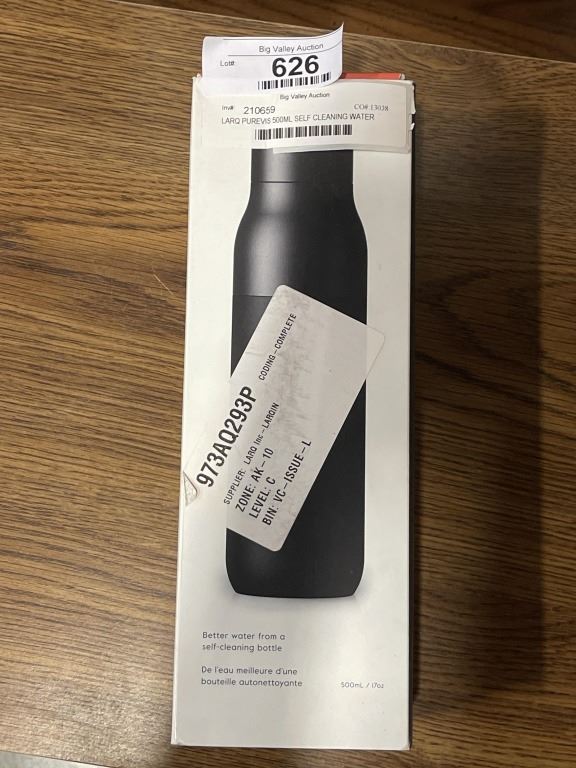 Big Valley Auction
Lot#: 626
Big Valley Auction
Inv#: 210659 CO# 13038
LARQ PUREVIS 500ML SELF CLEANING WATER
973AQ293P CODING-COMPLETE
SUPPLIER: LARQ Inc-LARQIN
ZONE: AK-10
LEVEL: C
BIN: VC-ISSUE-L
Better water from a
self-cleaning bottle
De l'eau meilleure d'une
bouteille autonettoyante
500mL / 17oz